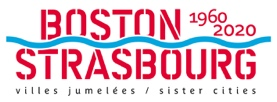 BOSTON 1960
2020
STRASBOURG
villes jumelées / sister cities